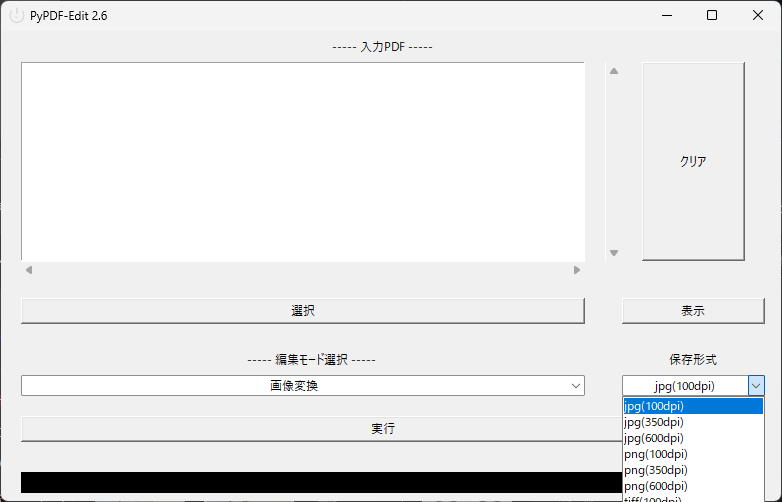 PyPDF-Edit 2.6
----- 入力PDF -----
クリア
選択
表示
----- 編集モード選択 -----
保存形式
画像変換
jpg(100dpi)
jpg(100dpi)
jpg(350dpi)
jpg(600dpi)
png(100dpi)
png(350dpi)
png(600dpi)
tiff(100dpi)
実行